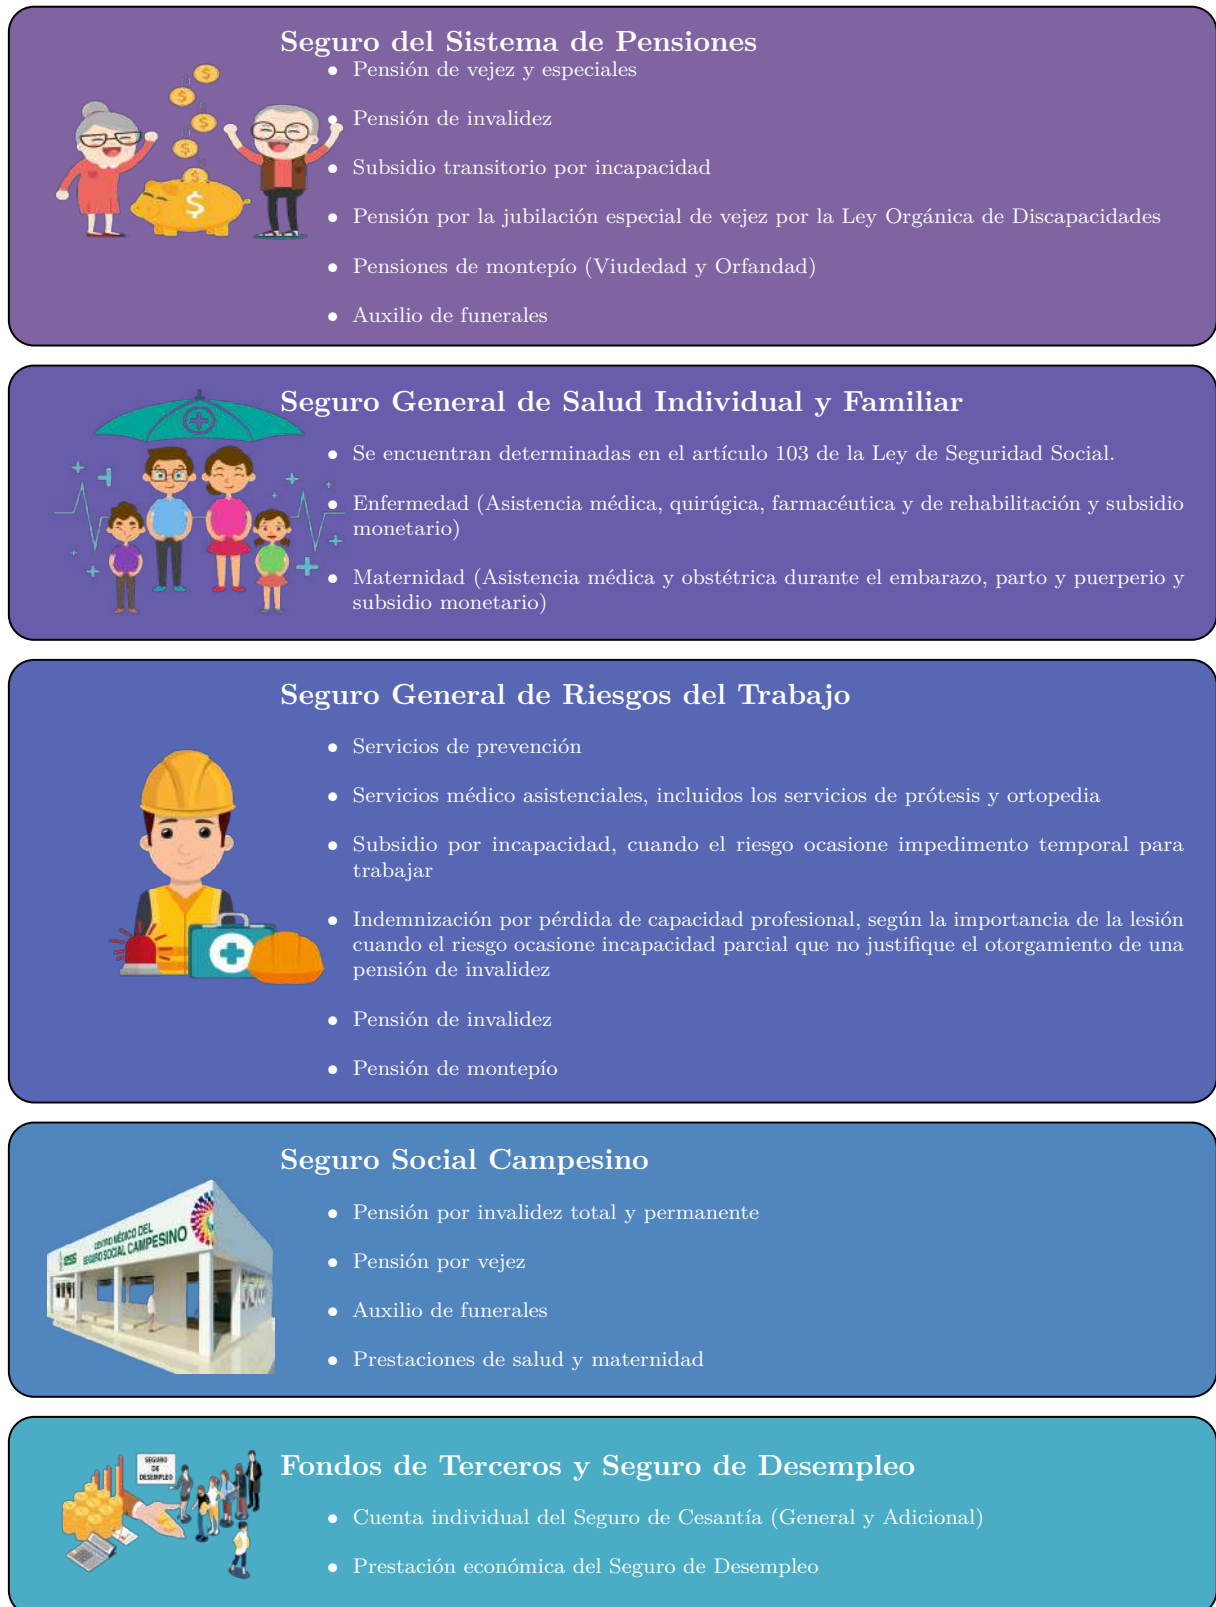 Seguro del Sistema de Pensiones
• Pensión de vejez y especiales
• Pensión de invalidez
• Subsidio transitorio por incapacidad
• Pensión por la jubilación especial de vejez por la Ley Orgánica de Discapacidades
• Pensiones de montepío (Viudedad y Orfandad)
• Auxilio de funerales
Seguro General de Salud Individual y Familiar
• Se encuentran determinadas en el artículo 103 de la Ley de Seguridad Social.
• Enfermedad (Asistencia médica, quirúgica, farmacéutica y de rehabilitación y subsidio
monetario)
• Maternidad (Asistencia médica y obstétrica durante el embarazo, parto y puerperio y
subsidio monetario)
Seguro General de Riesgos del Trabajo
• Servicios de prevención
• Servicios médico asistenciales, incluidos los servicios de prótesis y ortopedia
• Subsidio por incapacidad, cuando el riesgo ocasione impedimento temporal para
trabajar
• Indemnización por pérdida de capacidad profesional, según la importancia de la lesión
cuando el riesgo ocasione incapacidad parcial que no justifique el otorgamiento de una
pensión de invalidez
• Pensión de invalidez
• Pensión de montepío
Seguro Social Campesino
IESS
CENTRO MÉDICO DEL
SEGURO SOCIAL CAMPESINO
• Pensión por invalidez total y permanente
• Pensión por vejez
• Auxilio de funerales
• Prestaciones de salud y maternidad
Fondos de Terceros y Seguro de Desempleo
SEGURO
DE
DESEMPLEO
• Cuenta individual del Seguro de Cesantía (General y Adicional)
• Prestación económica del Seguro de Desempleo